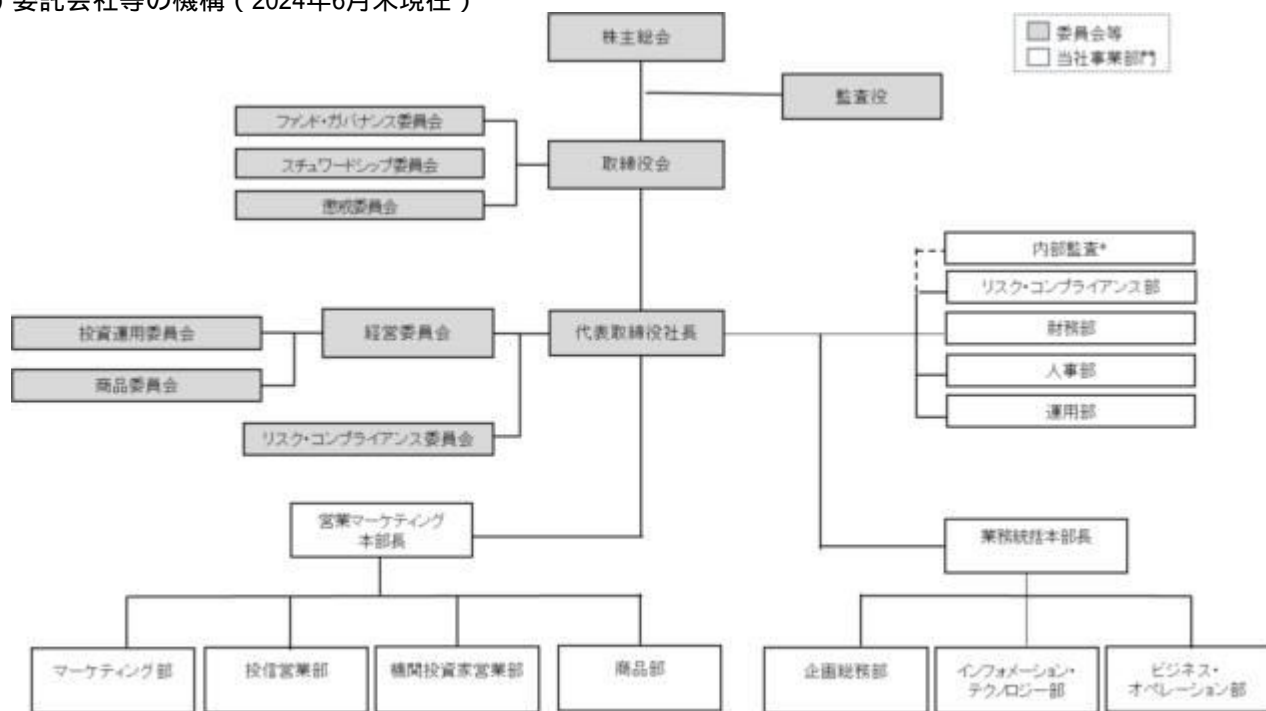 委託会社等の機構（2024年6月末現在）
株主総会
委員会等
当社事業部門
監査役
ファンド・ガバナンス委員会
スチュワードシップ委員会
懲戒委員会
取締役会
内部監査*
リスク・コンプライアンス部
財務部
人事部
運用部
投資運用委員会
商品委員会
経営委員会
代表取締役社長
リスク・コンプライアンス委員会
営業マーケティング
本部長
業務統括本部長
マーケティング部
投信営業部
機関投資家営業部
商品部
企画総務部
インフォメーション・
テクノロジー部
ビジネス・
オペレーション部